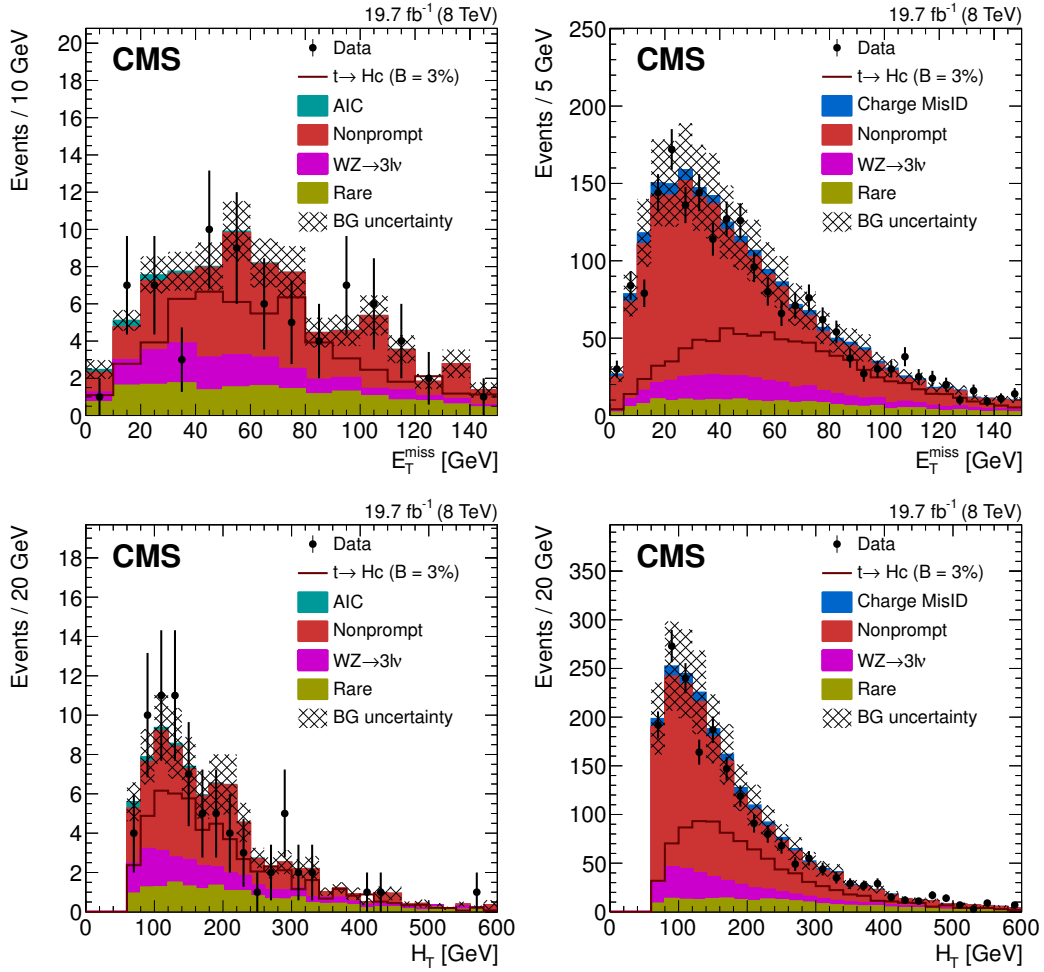 19.7 fb⁻¹ (8 TeV)
Events / 10 GeV
CMS
Data
t→ Hc (B = 3%)
AIC
Nonprompt
WZ→3lν
Rare
BG uncertainty
20
18
16
14
12
10
8
6
4
2
0
0 20 40 60 80 100 120 140
E_T^miss [GeV]
19.7 fb⁻¹ (8 TeV)
Events / 5 GeV
CMS
Data
t→ Hc (B = 3%)
Charge MisID
Nonprompt
WZ→3lν
Rare
BG uncertainty
250
200
150
100
50
0
0 20 40 60 80 100 120 140
E_T^miss [GeV]
19.7 fb⁻¹ (8 TeV)
Events / 20 GeV
CMS
Data
t→ Hc (B = 3%)
AIC
Nonprompt
WZ→3lν
Rare
BG uncertainty
18
16
14
12
10
8
6
4
2
0
0 100 200 300 400 500 600
H_T [GeV]
19.7 fb⁻¹ (8 TeV)
Events / 20 GeV
CMS
Data
t→ Hc (B = 3%)
Charge MisID
Nonprompt
WZ→3lν
Rare
BG uncertainty
350
300
250
200
150
100
50
0
0 100 200 300 400 500 600
H_T [GeV]